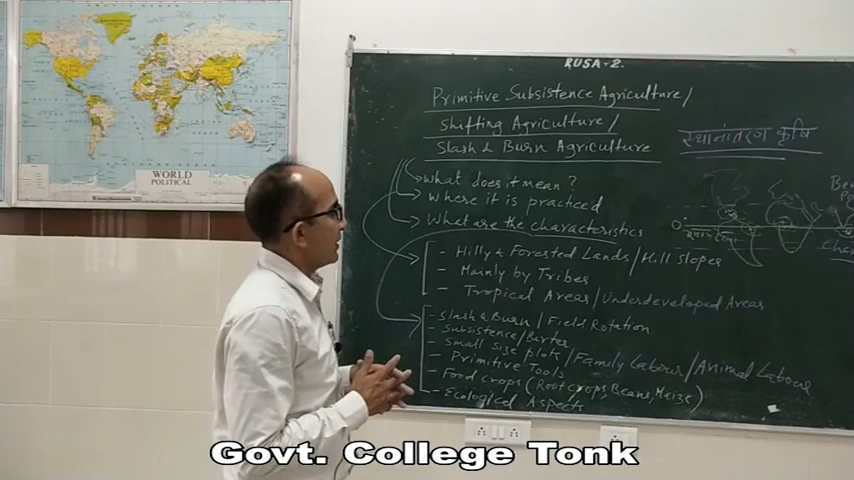 RUSA-2.
Primitive Subsistence Agriculture/
Shifting Agriculture/
Slash & Burn Agriculture
स्थानांतरण कृषि
What does it mean?
Where it is practiced
What are the characteristics
- Hilly & Forested Lands/Hill slopes
- Mainly by Tribes
- Tropical Areas/Underdeveloped Areas
- Slash & Burn / Field Rotation
- Subsistence/Barter
- Small size plots/Family Labour/Animal Labour
- Primitive Tools
- Food crops (Root crops, Beans, Maize)
- Ecological Aspects
0
WORLD
POLITICAL
Govt. College Tonk